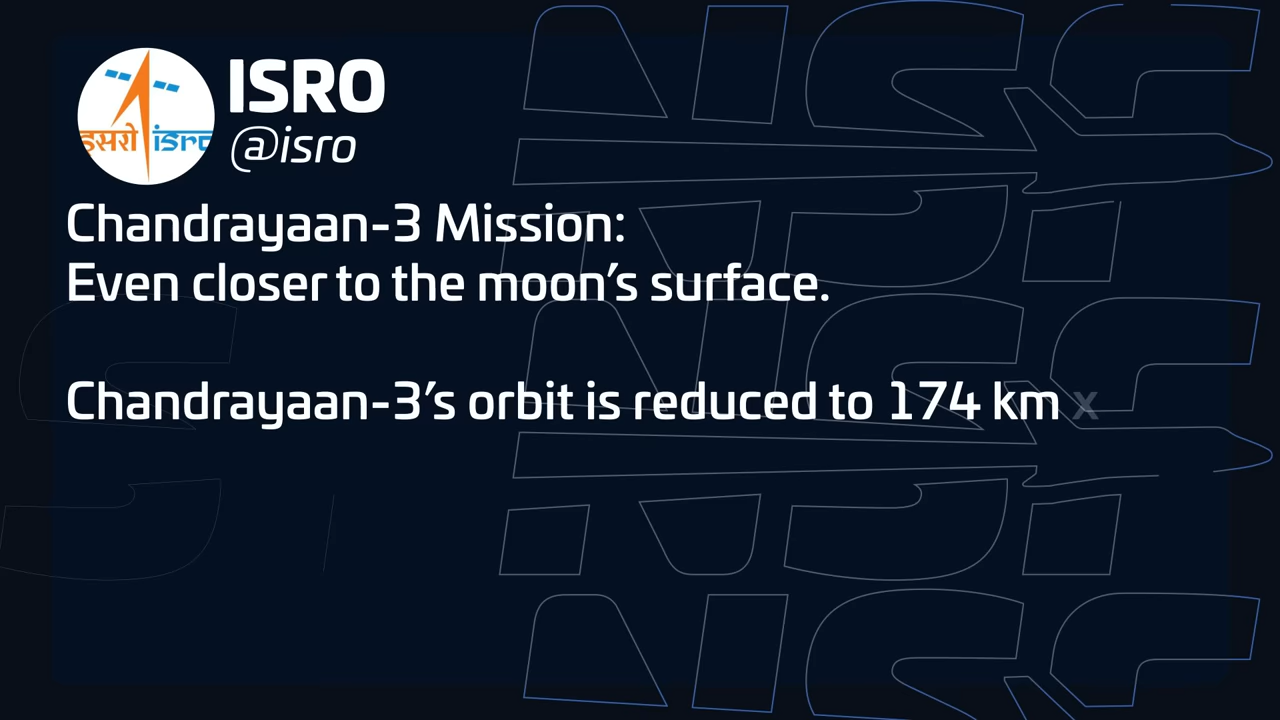 इसरो isro
ISRO
@isro
Chandrayaan-3 Mission:
Even closer to the moon’s surface.
Chandrayaan-3’s orbit is reduced to 174 km x